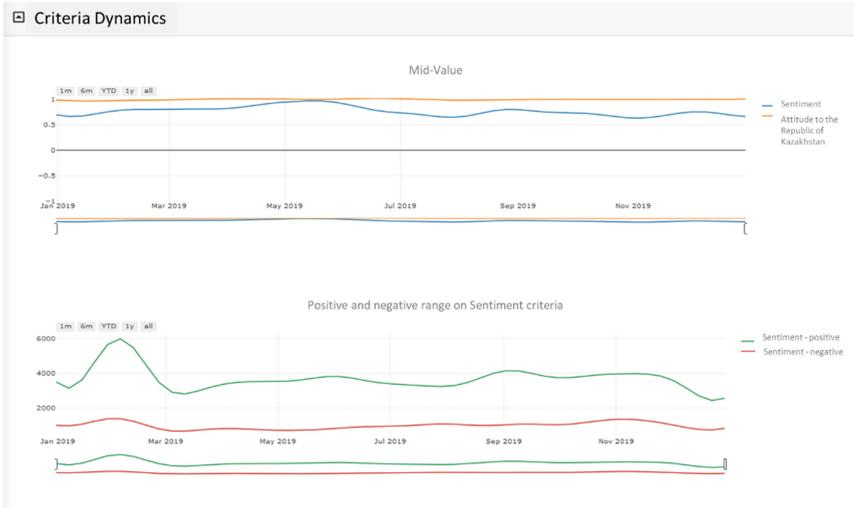 Criteria Dynamics
Mid-Value
1m 6m YTD 1y all
1
0.5
0
−0.5
−1
Jan 2019 Mar 2019 May 2019 Jul 2019 Sep 2019 Nov 2019
Sentiment
Attitude to the
Republic of
Kazakhstan
Positive and negative range on Sentiment criteria
1m 6m YTD 1y all
6000
4000
2000
Jan 2019 Mar 2019 May 2019 Jul 2019 Sep 2019 Nov 2019
Sentiment - positive
Sentiment - negative